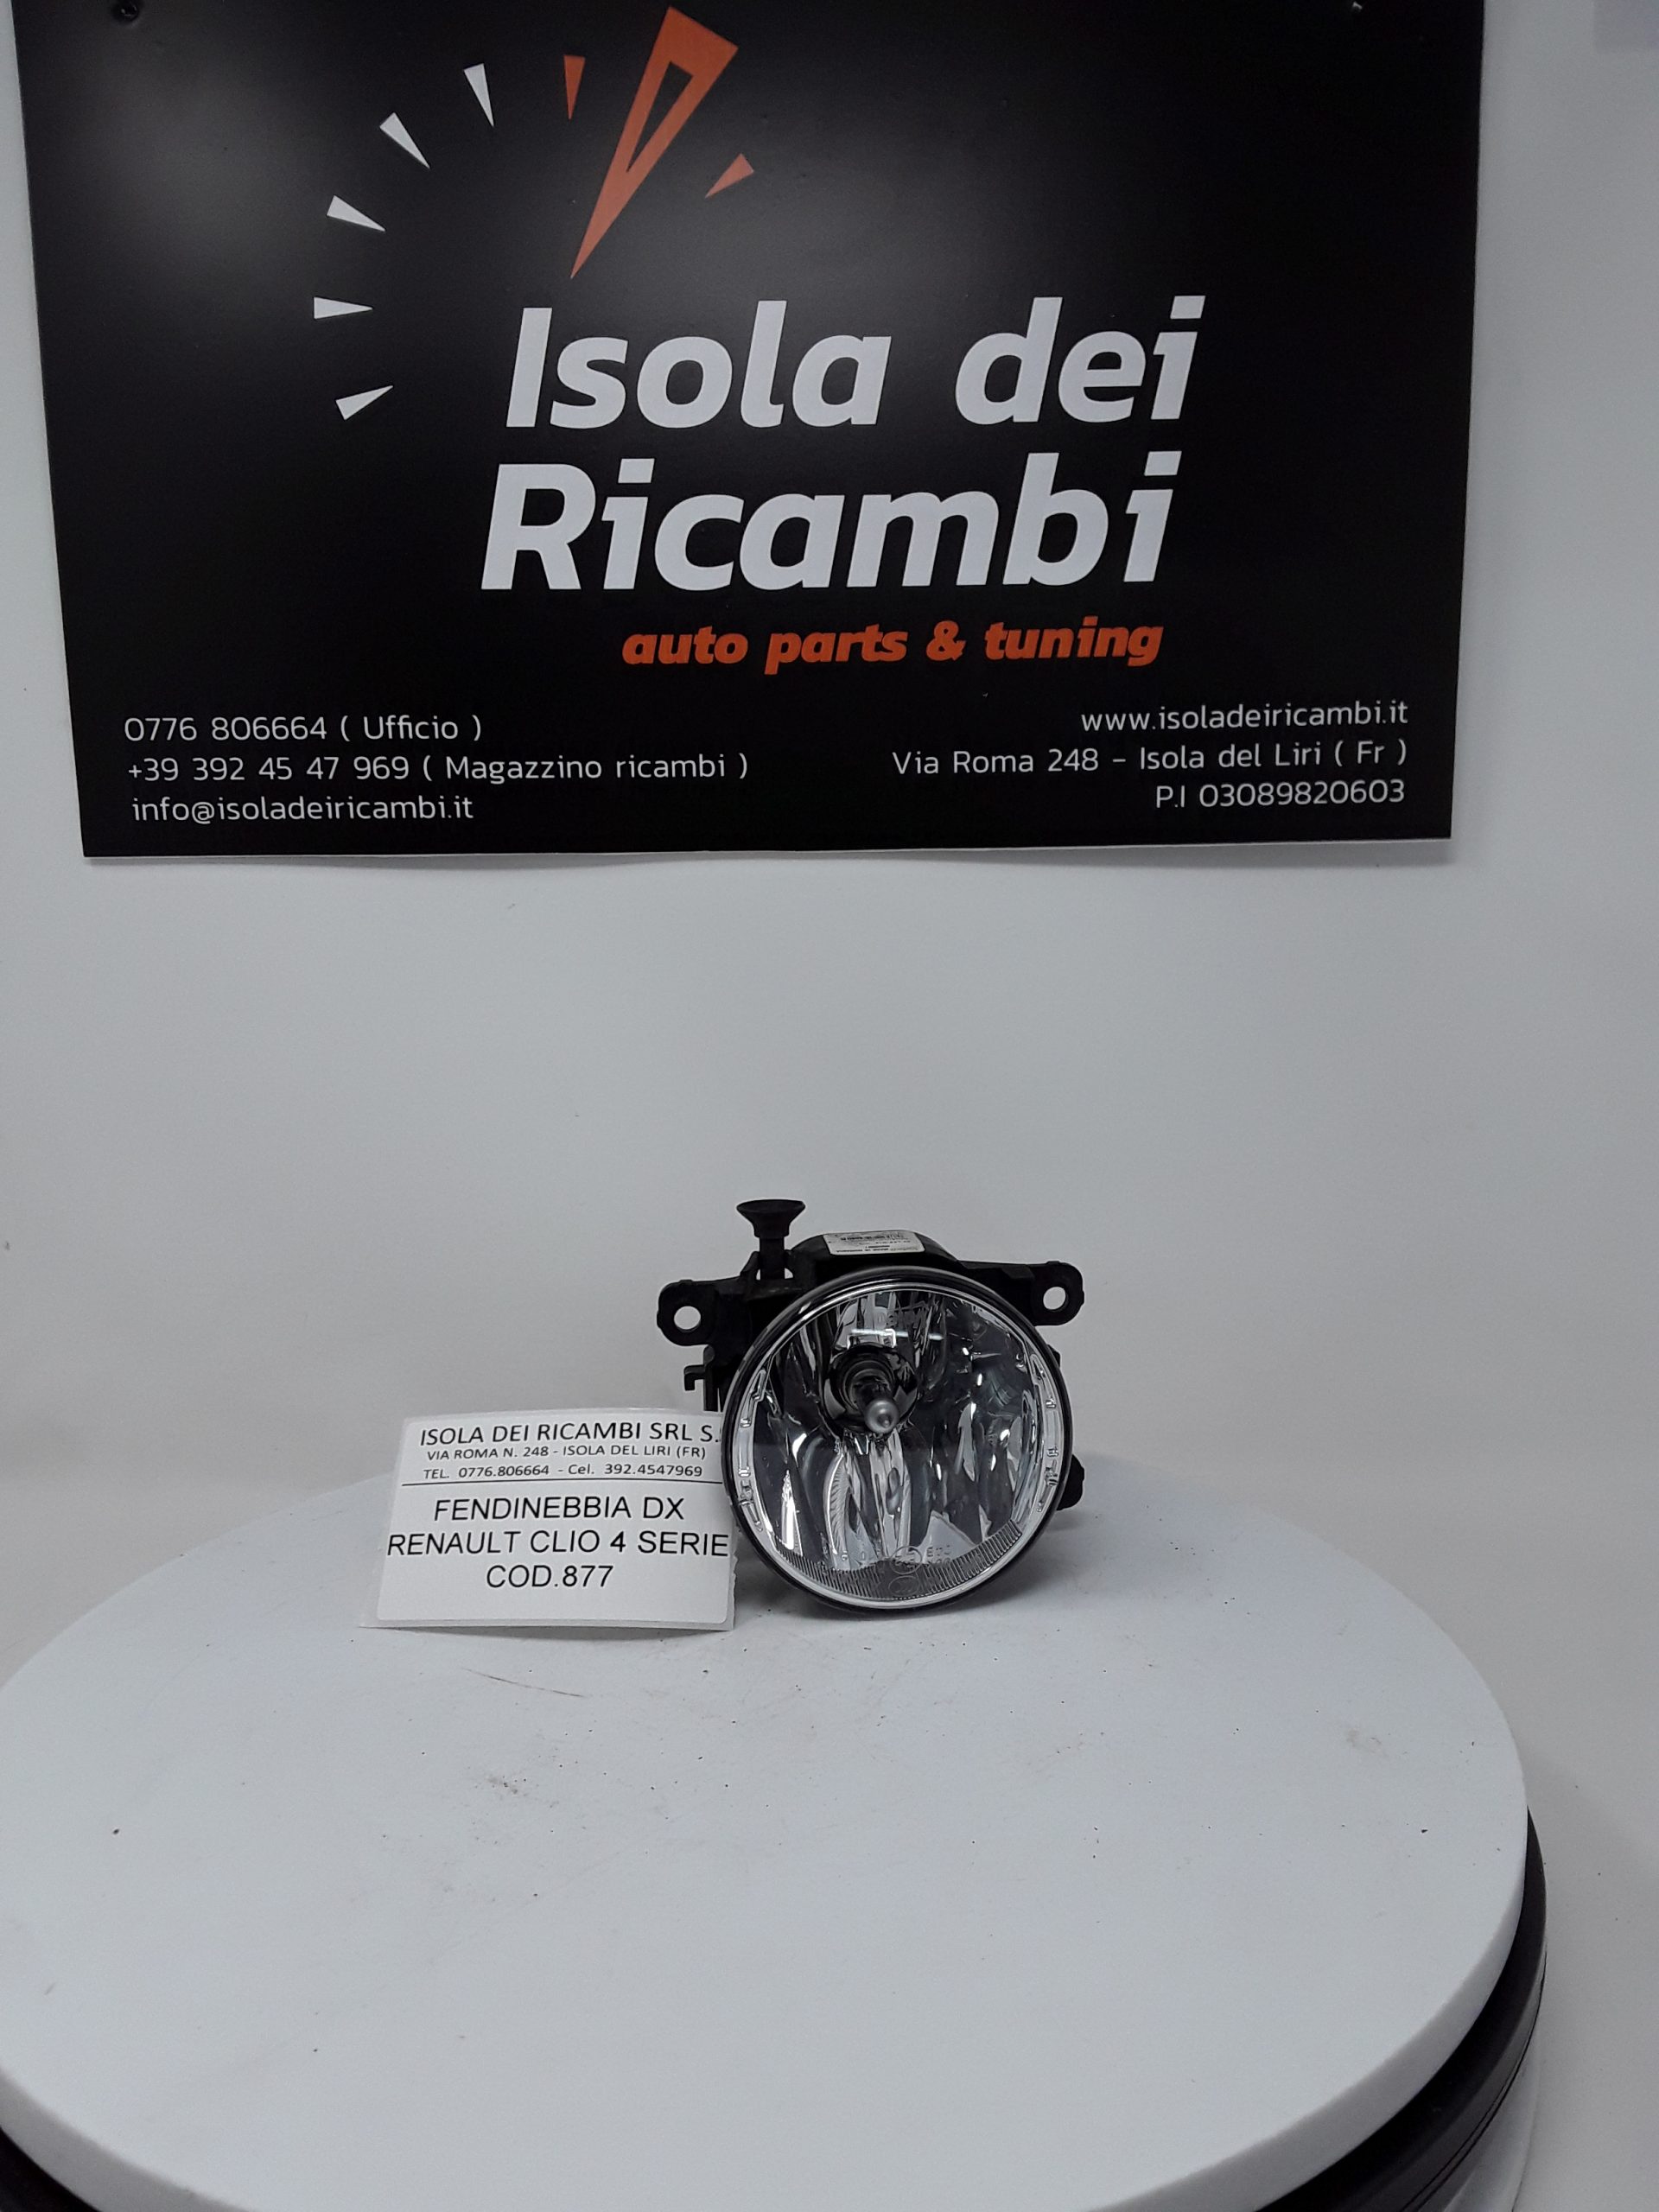 Isola dei
Ricambi
auto parts & tuning
0776 806664 ( Ufficio )
+39 392 45 47 969 ( Magazzino ricambi )
info@isoladeiricambi.it
www.isoladeiricambi.it
Via Roma 248 - Isola del Liri ( Fr )
P.I 03089820603
ISOLA DEI RICAMBI SRL S.
VIA ROMA N. 248 - ISOLA DEL LIRI (FR)
TEL. 0776.806664 - Cel. 392.4547969
FENDINEBBIA DX
RENAULT CLIO 4 SERIE
COD.877